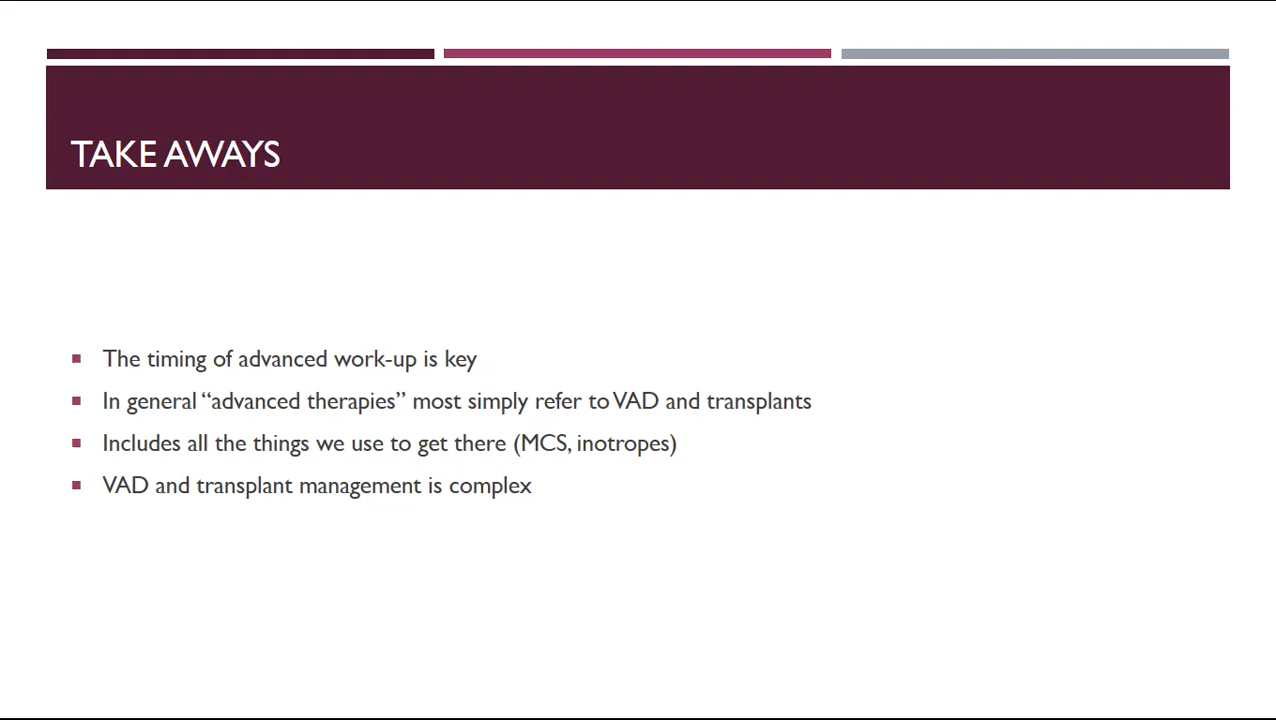 TAKE AWAYS
The timing of advanced work-up is key
In general “advanced therapies” most simply refer to VAD and transplants
Includes all the things we use to get there (MCS, inotropes)
VAD and transplant management is complex